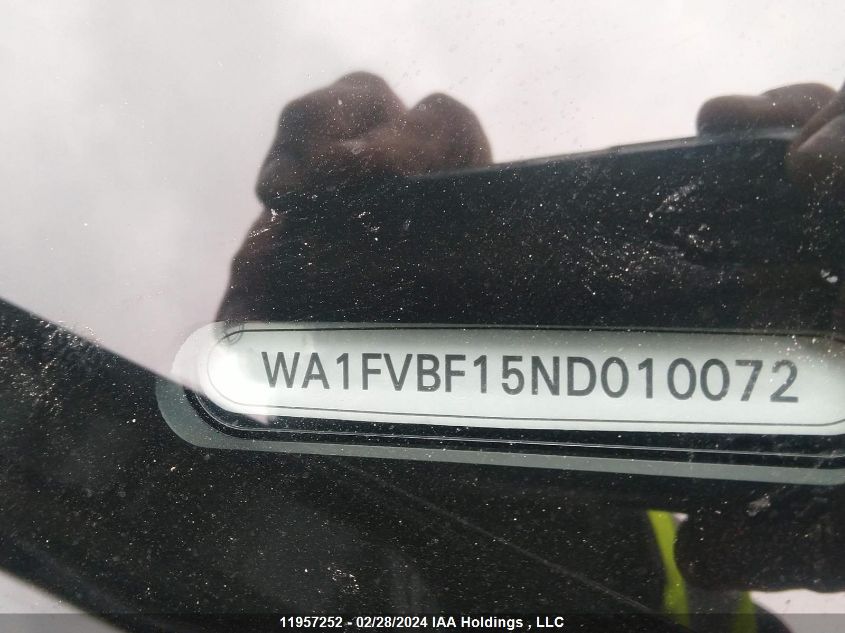 WA1FVBF15ND010072
11957252 - 02/28/2024 IAA Holdings , LLC